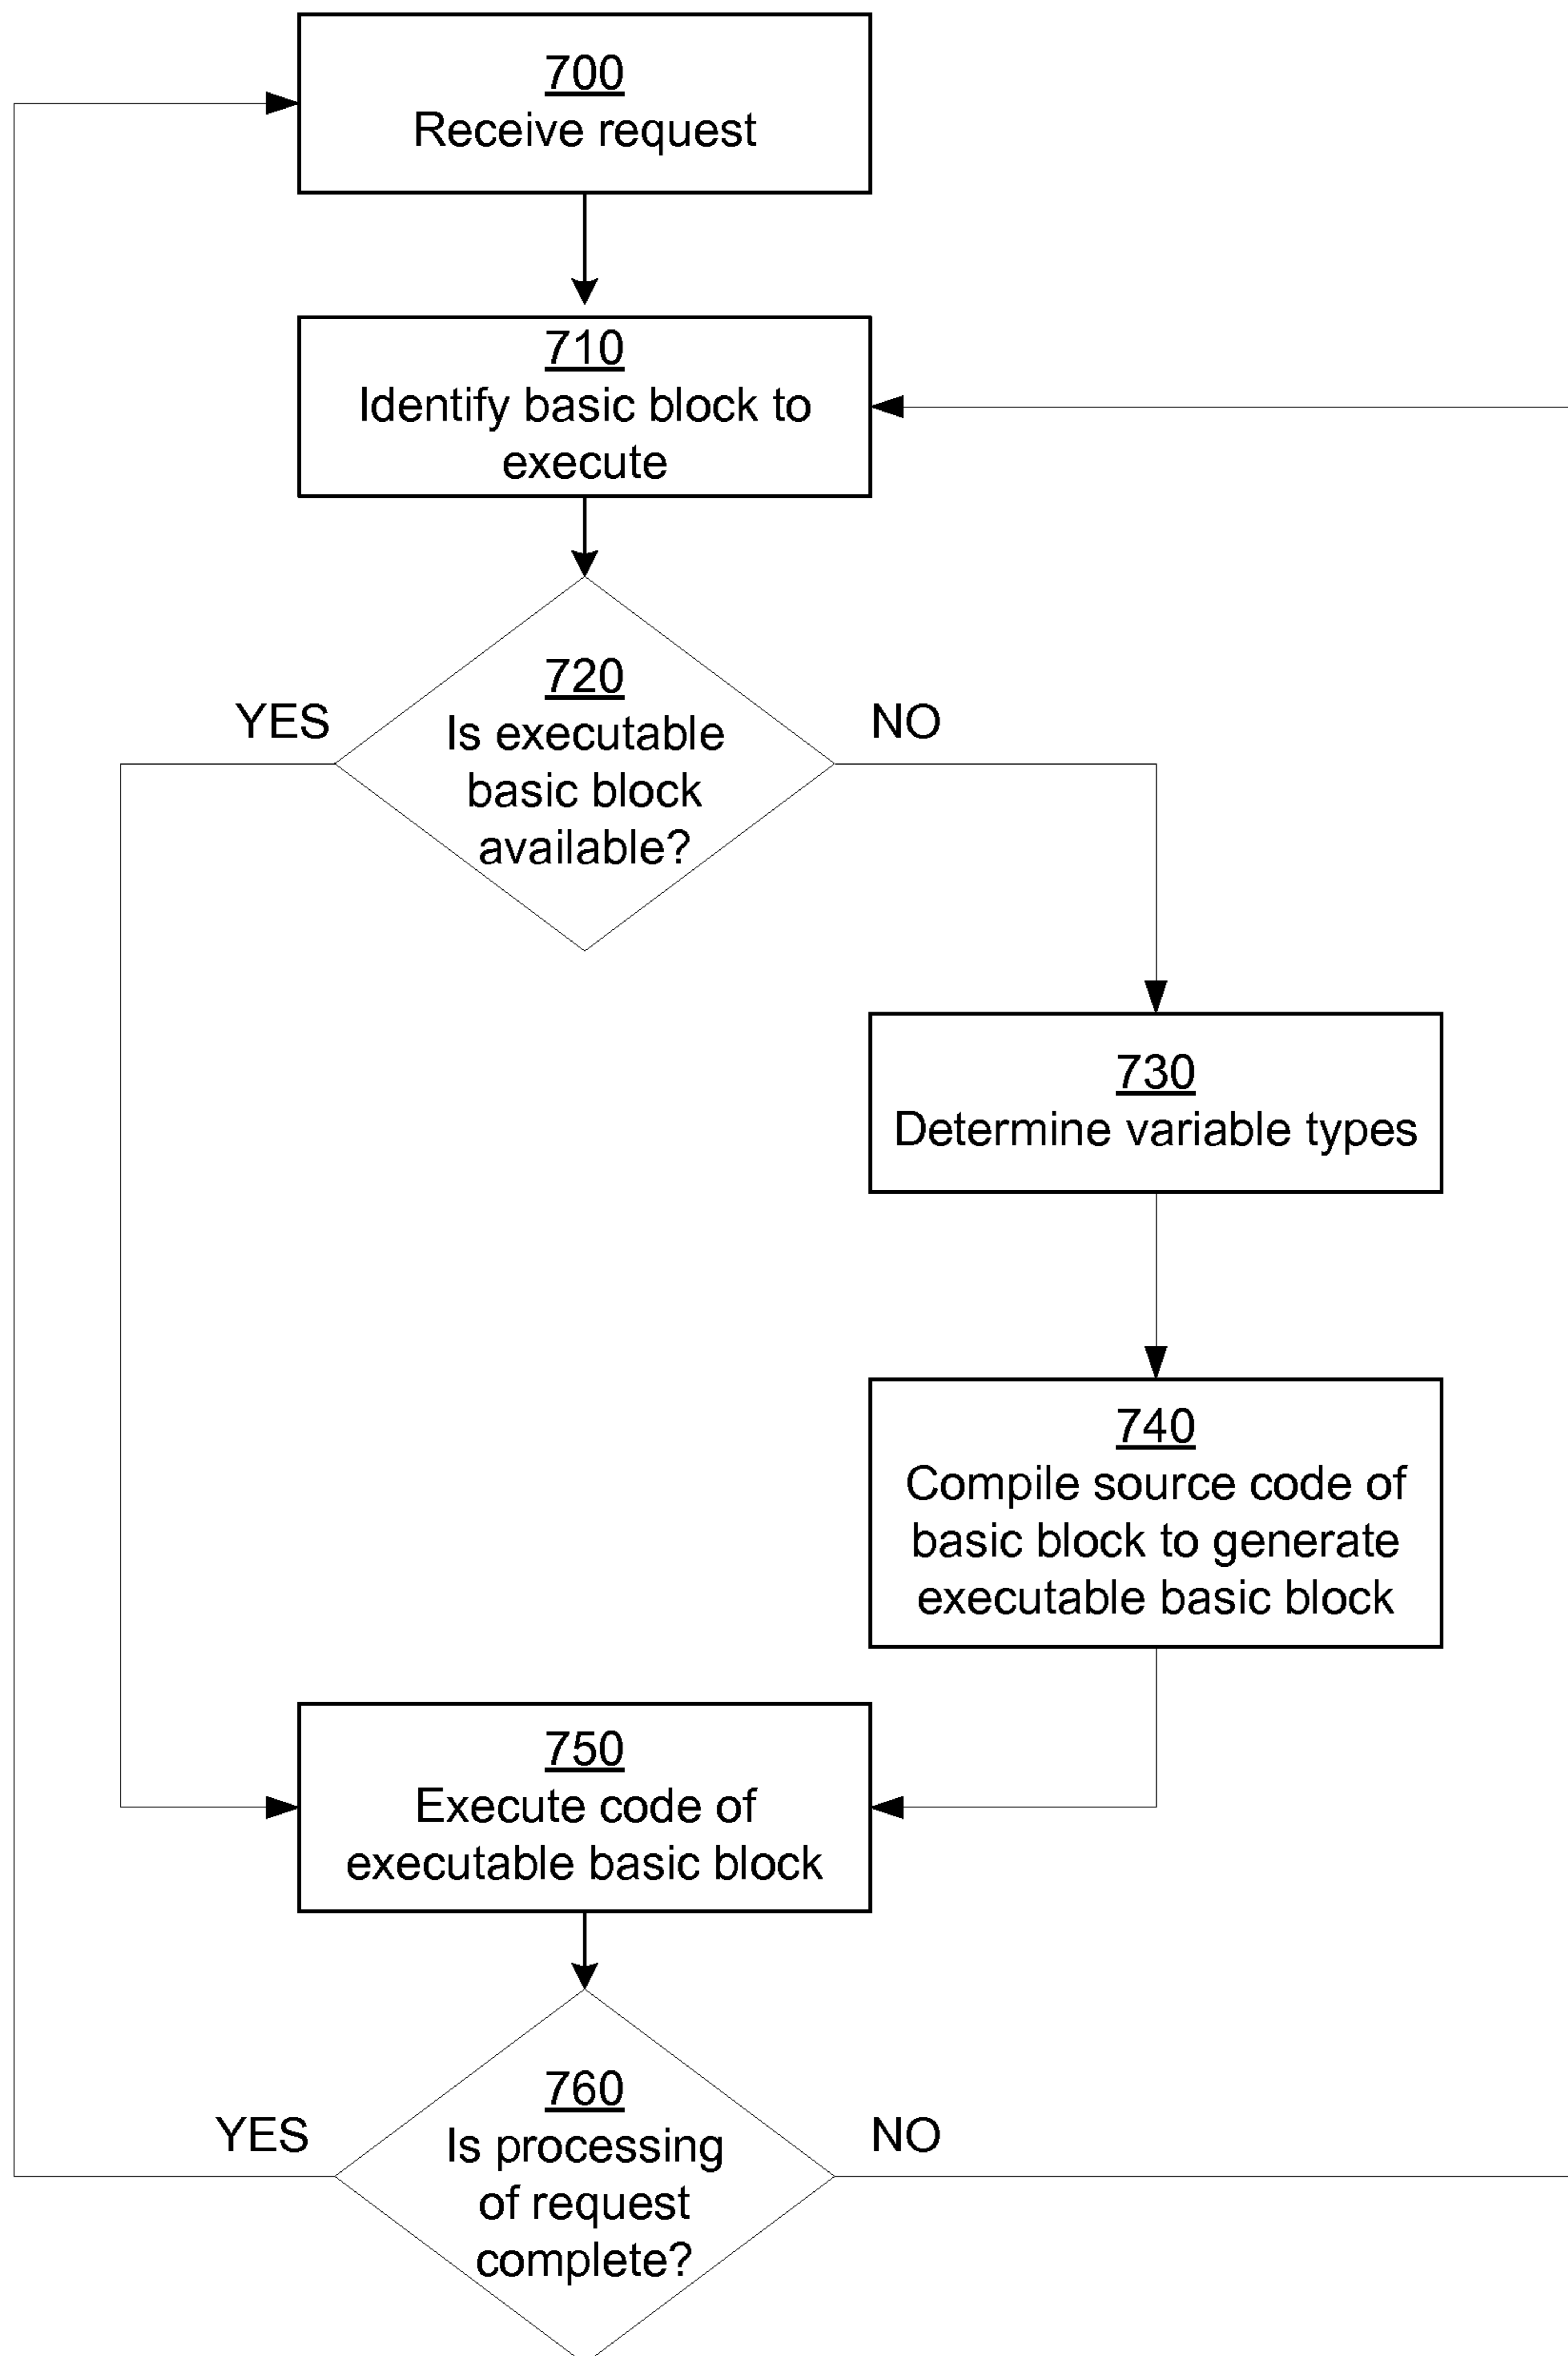 700
Receive request
710
Identify basic block to
execute
720
Is executable
basic block
available?
YES
NO
730
Determine variable types
740
Compile source code of
basic block to generate
executable basic block
750
Execute code of
executable basic block
760
Is processing
of request
complete?
YES
NO